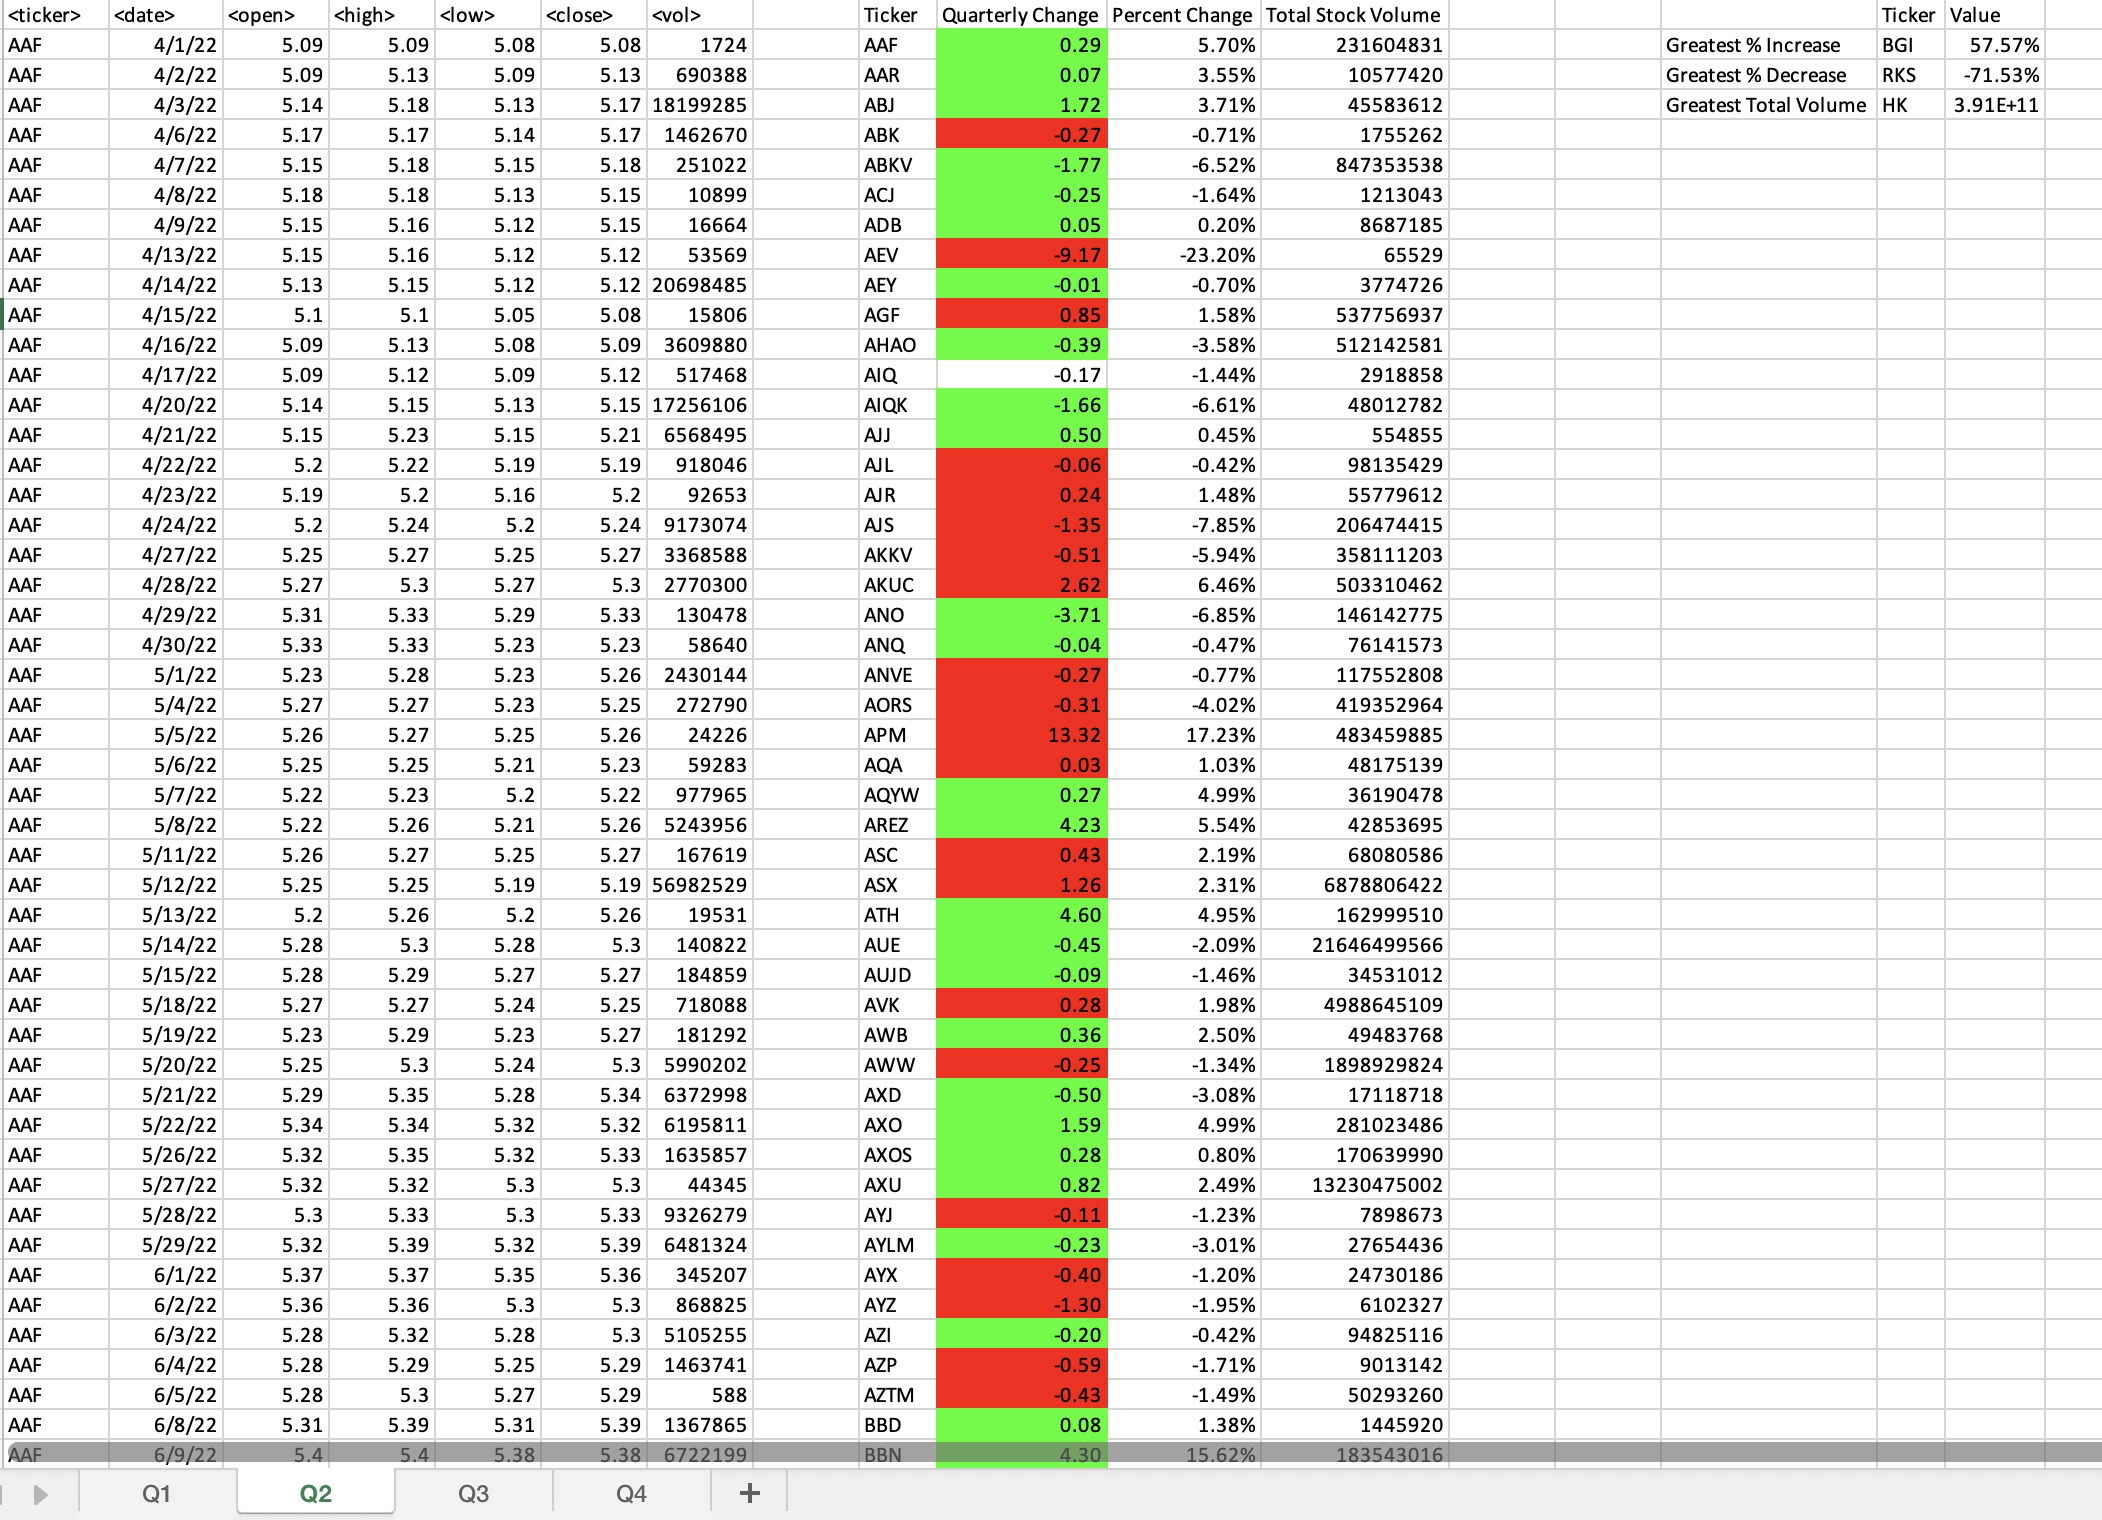 <ticker> <date> <open> <high> <low> <close> <vol> Ticker Quarterly Change Percent Change Total Stock Volume Ticker Value
AAF 4/1/22 5.09 5.09 5.08 5.08 1724 AAF 0.29 5.70% 231604831 Greatest % Increase BGI 57.57%
AAF 4/2/22 5.09 5.13 5.09 5.13 690388 AAR 0.07 3.55% 10577420 Greatest % Decrease RKS -71.53%
AAF 4/3/22 5.14 5.18 5.13 5.17 18199285 ABJ 1.72 3.71% 45583612 Greatest Total Volume HK 3.91E+11
AAF 4/6/22 5.17 5.17 5.14 5.17 1462670 ABK -0.27 -0.71% 1755262
AAF 4/7/22 5.15 5.18 5.15 5.18 251022 ABKV -1.77 -6.52% 847353538
AAF 4/8/22 5.18 5.18 5.13 5.15 10899 ACJ -0.25 -1.64% 1213043
AAF 4/9/22 5.15 5.16 5.12 5.15 16664 ADB 0.05 0.20% 8687185
AAF 4/13/22 5.15 5.16 5.12 5.12 53569 AEV -9.17 -23.20% 65529
AAF 4/14/22 5.13 5.15 5.12 5.12 20698485 AEY -0.01 -0.70% 3774726
AAF 4/15/22 5.1 5.1 5.05 5.08 15806 AGF 0.85 1.58% 537756937
AAF 4/16/22 5.09 5.13 5.08 5.09 3609880 AHAO -0.39 -3.58% 512142581
AAF 4/17/22 5.09 5.12 5.09 5.12 517468 AIQ -0.17 -1.44% 2918858
AAF 4/20/22 5.14 5.15 5.13 5.15 17256106 AIQK -1.66 -6.61% 48012782
AAF 4/21/22 5.15 5.23 5.15 5.21 6568495 AJJ 0.50 0.45% 554855
AAF 4/22/22 5.2 5.22 5.19 5.19 918046 AJL -0.06 -0.42% 98135429
AAF 4/23/22 5.19 5.2 5.16 5.2 92653 AJR 0.24 1.48% 55779612
AAF 4/24/22 5.2 5.24 5.2 5.24 9173074 AJS -1.35 -7.85% 206474415
AAF 4/27/22 5.25 5.27 5.25 5.27 3368588 AKKV -0.51 -5.94% 358111203
AAF 4/28/22 5.27 5.3 5.27 5.3 2770300 AKUC 2.62 6.46% 503310462
AAF 4/29/22 5.31 5.33 5.29 5.33 130478 ANO -3.71 -6.85% 146142775
AAF 4/30/22 5.33 5.33 5.23 5.23 58640 ANQ -0.04 -0.47% 76141573
AAF 5/1/22 5.23 5.28 5.23 5.26 2430144 ANVE -0.27 -0.77% 117552808
AAF 5/4/22 5.27 5.27 5.23 5.25 272790 AORS -0.31 -4.02% 419352964
AAF 5/5/22 5.26 5.27 5.25 5.26 24226 APM 13.32 17.23% 483459885
AAF 5/6/22 5.25 5.25 5.21 5.23 59283 AQA 0.03 1.03% 48175139
AAF 5/7/22 5.22 5.23 5.2 5.22 977965 AQYW 0.27 4.99% 36190478
AAF 5/8/22 5.22 5.26 5.21 5.26 5243956 AREZ 4.23 5.54% 42853695
AAF 5/11/22 5.26 5.27 5.25 5.27 167619 ASC 0.43 2.19% 68080586
AAF 5/12/22 5.25 5.25 5.19 5.19 56982529 ASX 1.26 2.31% 6878806422
AAF 5/13/22 5.2 5.26 5.2 5.26 19531 ATH 4.60 4.95% 162999510
AAF 5/14/22 5.28 5.3 5.28 5.3 140822 AUE -0.45 -2.09% 21646499566
AAF 5/15/22 5.28 5.29 5.27 5.27 184859 AUJD -0.09 -1.46% 34531012
AAF 5/18/22 5.27 5.27 5.24 5.25 718088 AVK 0.28 1.98% 4988645109
AAF 5/19/22 5.23 5.29 5.23 5.27 181292 AWB 0.36 2.50% 49483768
AAF 5/20/22 5.25 5.3 5.24 5.3 5990202 AWW -0.25 -1.34% 1898929824
AAF 5/21/22 5.29 5.35 5.28 5.34 6372998 AXD -0.50 -3.08% 17118718
AAF 5/22/22 5.34 5.34 5.32 5.32 6195811 AXO 1.59 4.99% 281023486
AAF 5/26/22 5.32 5.35 5.32 5.33 1635857 AXOS 0.28 0.80% 170639990
AAF 5/27/22 5.32 5.32 5.3 5.3 44345 AXU 0.82 2.49% 13230475002
AAF 5/28/22 5.3 5.33 5.3 5.33 9326279 AYJ -0.11 -1.23% 7898673
AAF 5/29/22 5.32 5.39 5.32 5.39 6481324 AYLM -0.23 -3.01% 27654436
AAF 6/1/22 5.37 5.37 5.35 5.36 345207 AYX -0.40 -1.20% 24730186
AAF 6/2/22 5.36 5.36 5.3 5.3 868825 AYZ -1.30 -1.95% 6102327
AAF 6/3/22 5.28 5.32 5.28 5.3 5105255 AZI -0.20 -0.42% 94825116
AAF 6/4/22 5.28 5.29 5.25 5.29 1463741 AZP -0.59 -1.71% 9013142
AAF 6/5/22 5.28 5.3 5.27 5.29 588 AZTM -0.43 -1.49% 50293260
AAF 6/8/22 5.31 5.39 5.31 5.39 1367865 BBD 0.08 1.38% 1445920
AAF 6/9/22 5.4 5.4 5.38 5.38 6722199 BBN 4.30 15.62% 183543016
Q1 Q2 Q3 Q4 +